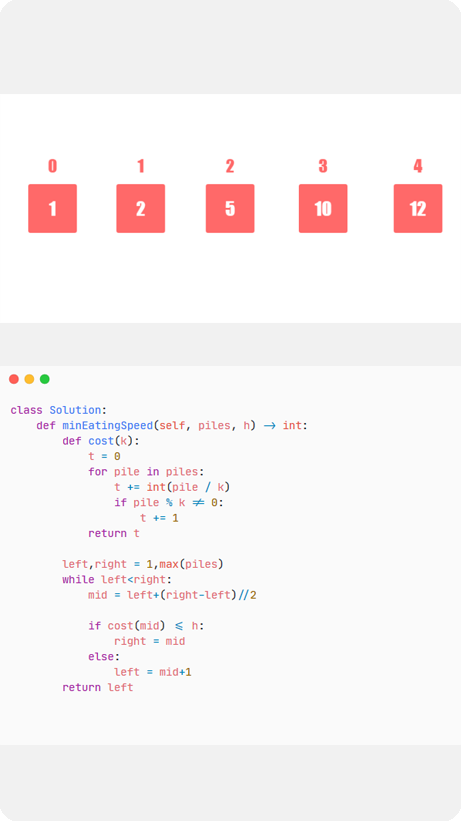 0 1 2 3 4
1 2 5 10 12
class Solution:
    def minEatingSpeed(self, piles, h) → int:
        def cost(k):
            t = 0
            for pile in piles:
                t += int(pile / k)
                if pile % k ≠ 0:
                    t += 1
            return t

        left,right = 1,max(piles)
        while left<right:
            mid = left+(right-left)//2

            if cost(mid) ⩽ h:
                right = mid
            else:
                left = mid+1
        return left